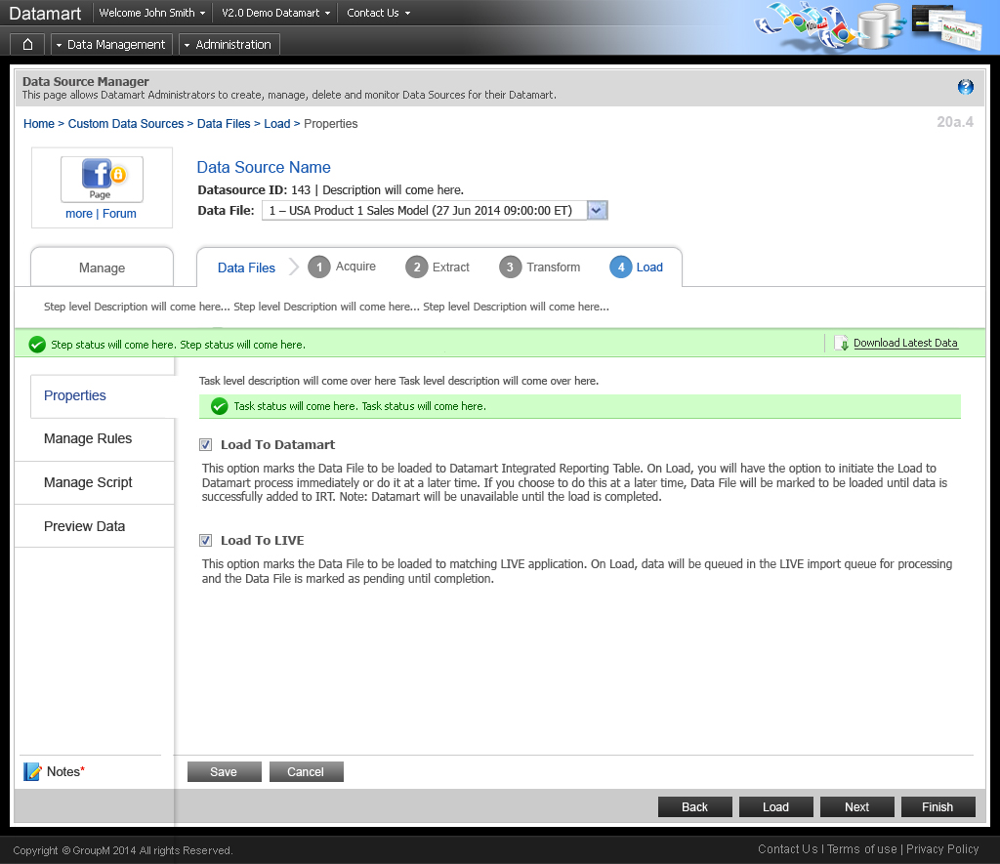 Datamart
Welcome John Smith
V2.0 Demo Datamart
Contact Us
Data Management
Administration
Data Source Manager
This page allows Datamart Administrators to create, manage, delete and monitor Data Sources for their Datamart.
Home > Custom Data Sources > Data Files > Load > Properties
20a.4
Page
more | Forum
Data Source Name
Datasource ID: 143 | Description will come here.
Data File: 1 – USA Product 1 Sales Model (27 Jun 2014 09:00:00 ET)
Manage
Data Files
1 Acquire
2 Extract
3 Transform
4 Load
Step level Description will come here... Step level Description will come here... Step level Description will come here...
Step status will come here. Step status will come here.
Download Latest Data
Properties
Manage Rules
Manage Script
Preview Data
Task level description will come over here Task level description will come over here.
Task status will come here. Task status will come here.
Load To Datamart
This option marks the Data File to be loaded to Datamart Integrated Reporting Table. On Load, you will have the option to initiate the Load to
Datamart process immediately or do it at a later time. If you choose to do this at a later time, Data File will be marked to be loaded until data is
successfully added to IRT. Note: Datamart will be unavailable until the load is completed.
Load To LIVE
This option marks the Data File to be loaded to matching LIVE application. On Load, data will be queued in the LIVE import queue for processing
and the Data File is marked as pending until completion.
Notes*
Save
Cancel
Back
Load
Next
Finish
Copyright © GroupM 2014 All rights Reserved.
Contact Us | Terms of use | Privacy Policy